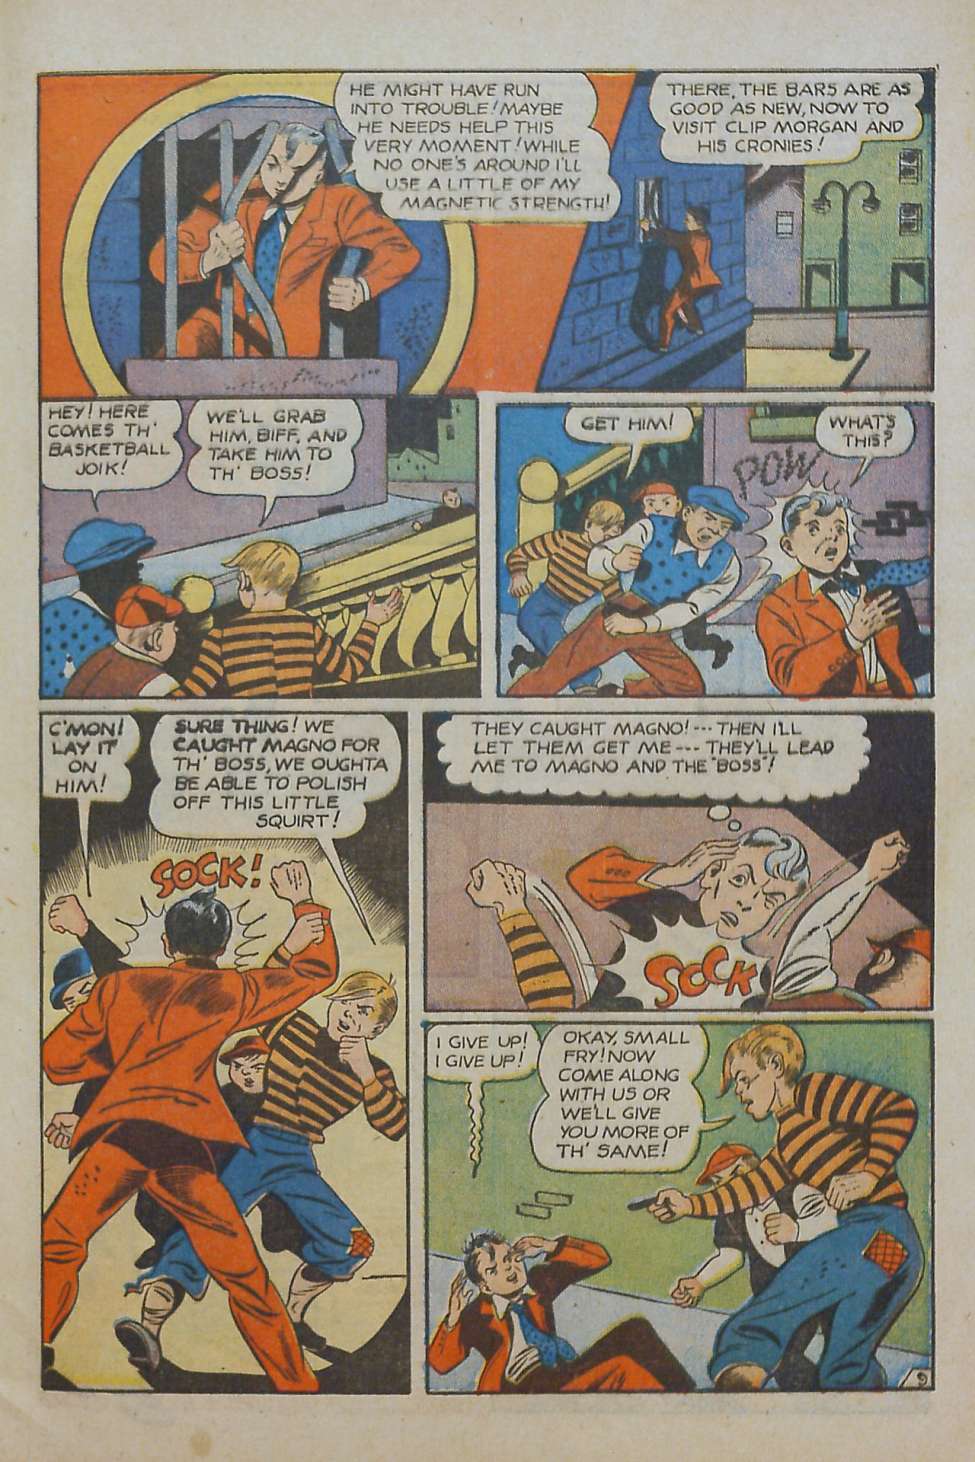 HE MIGHT HAVE RUN
INTO TROUBLE! MAYBE
HE NEEDS HELP THIS
VERY MOMENT! WHILE
NO ONE'S AROUND I'LL
USE A LITTLE OF MY
MAGNETIC STRENGTH!
THERE, THE BARS ARE AS
GOOD AS NEW, NOW TO
VISIT CLIP MORGAN AND
HIS CRONIES!
HEY! HERE
COMES TH'
BASKETBALL
JOIK!
WE'LL GRAB
HIM, BIFF, AND
TAKE HIM TO
TH' BOSS!
GET HIM!
POW
WHAT'S
THIS?
C'MON!
LAY IT
ON
HIM!
SURE THING! WE
CAUGHT MAGNO FOR
TH' BOSS, WE OUGHTA
BE ABLE TO POLISH
OFF THIS LITTLE
SQUIRT!
SOCK!
THEY CAUGHT MAGNO! --- THEN I'LL
LET THEM GET ME --- THEY'LL LEAD
ME TO MAGNO AND THE "BOSS"!
SOCK
I GIVE UP!
I GIVE UP!
OKAY, SMALL
FRY! NOW
COME ALONG
WITH US OR
WE'LL GIVE
YOU MORE OF
TH' SAME!
9